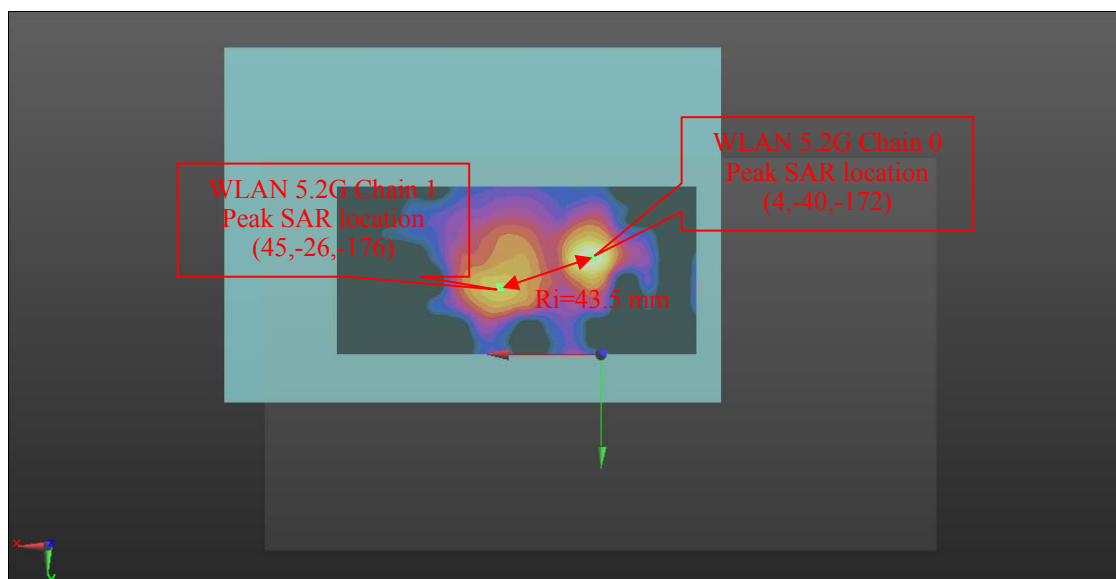 WLAN 5.2G Chain 0
Peak SAR location
(4,-40,-172)
WLAN 5.2G Chain 1
Peak SAR location
(45,-26,-176)
Ri=43.5 mm
x
y